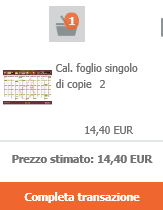 1
Cal. foglio singolo
di copie 2
14,40 EUR
Prezzo stimato: 14,40 EUR
Completa transazione